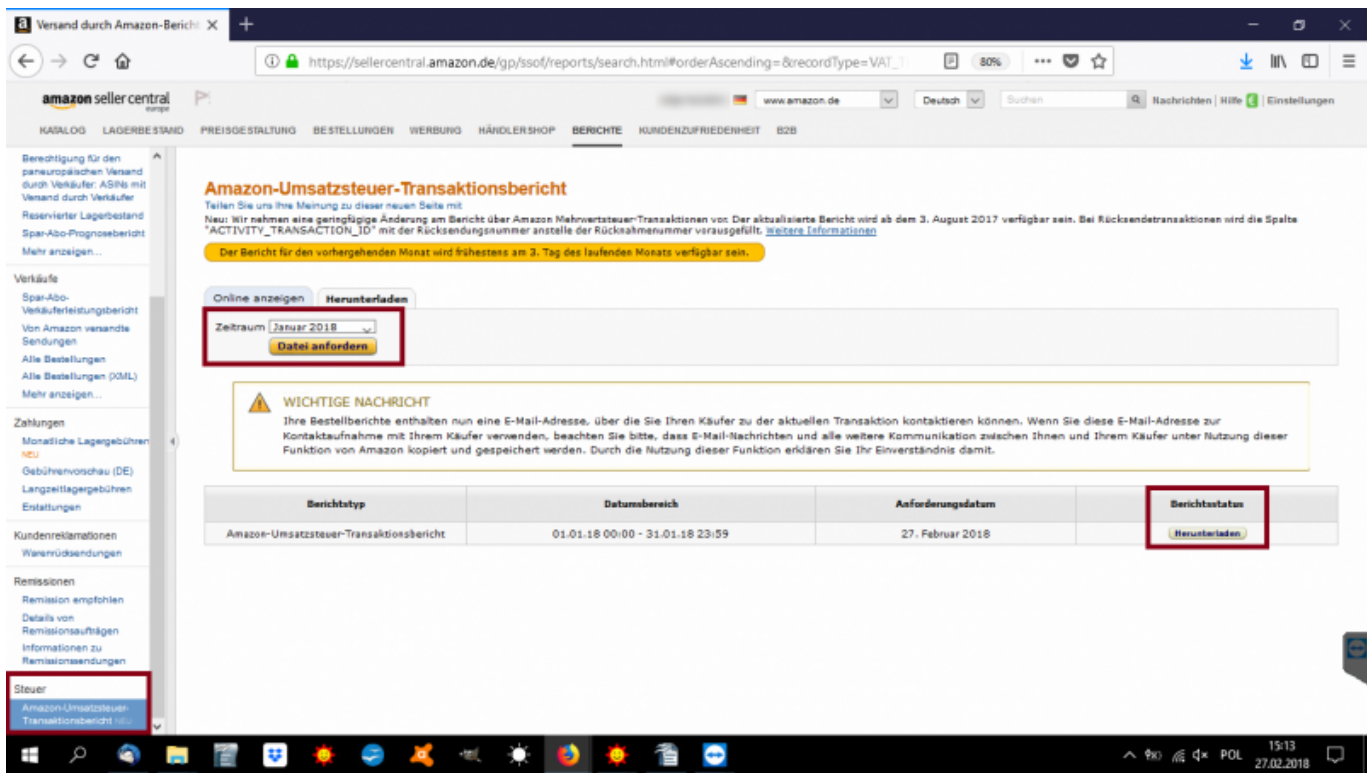 Versand durch Amazon-Berich
https://sellercentral.amazon.de/gp/ssof/reports/search.html#orderAscending=&recordType=VAT_T
80%
amazon seller central
europe
www.amazon.de
Deutsch
Suchen
Nachrichten | Hilfe | Einstellungen
KATALOG LAGERBESTAND PREISGESTALTUNG BESTELLUNGEN WERBUNG HÄNDLERSHOP BERICHTE KUNDENZUFRIEDENHEIT B2B
Berechtigung für den
paneuropäischen Versand
durch Verkäufer: ASINs mit
Versand durch Verkäufer
Reservierter Lagerbestand
Spar-Abo-Prognosebericht
Mehr anzeigen...
Verkäufe
Spar-Abo-
Verkäuferleistungsbericht
Von Amazon versandte
Sendungen
Alle Bestellungen
Alle Bestellungen (XML)
Mehr anzeigen...
Zahlungen
Monatliche Lagergebühren
NEU
Gebührenvorschau (DE)
Langzeitlagergebühren
Erstattungen
Kundenreklamationen
Warenrücksendungen
Remissionen
Remission empfohlen
Details von
Remissionsaufträgen
Informationen zu
Remissionssendungen
Steuer
Amazon-Umsatzsteuer-
Transaktionsbericht NEU
Amazon-Umsatzsteuer-Transaktionsbericht
Teilen Sie uns Ihre Meinung zu dieser neuen Seite mit
Neu: Wir nehmen eine geringfügige Änderung am Bericht über Amazon Mehrwertsteuer-Transaktionen vor. Der aktualisierte Bericht wird ab dem 3. August 2017 verfügbar sein. Bei Rücksendetransaktionen wird die Spalte
"ACTIVITY_TRANSACTION_ID" mit der Rücksendungsnummer anstelle der Rücknahmenummer vorausgefüllt. Weitere Informationen
Der Bericht für den vorhergehenden Monat wird frühestens am 3. Tag des laufenden Monats verfügbar sein.
Online anzeigen Herunterladen
Zeitraum Januar 2018
Datei anfordern
WICHTIGE NACHRICHT
Ihre Bestellberichte enthalten nun eine E-Mail-Adresse, über die Sie Ihren Käufer zu der aktuellen Transaktion kontaktieren können. Wenn Sie diese E-Mail-Adresse zur
Kontaktaufnahme mit Ihrem Käufer verwenden, beachten Sie bitte, dass E-Mail-Nachrichten und alle weitere Kommunikation zwischen Ihnen und Ihrem Käufer unter Nutzung dieser
Funktion von Amazon kopiert und gespeichert werden. Durch die Nutzung dieser Funktion erklären Sie Ihr Einverständnis damit.
Berichtstyp Datumsbereich Anforderungsdatum Berichtsstatus
Amazon-Umsatzsteuer-Transaktionsbericht 01.01.18 00:00 - 31.01.18 23:59 27. Februar 2018 Herunterladen
POL
15:13
27.02.2018